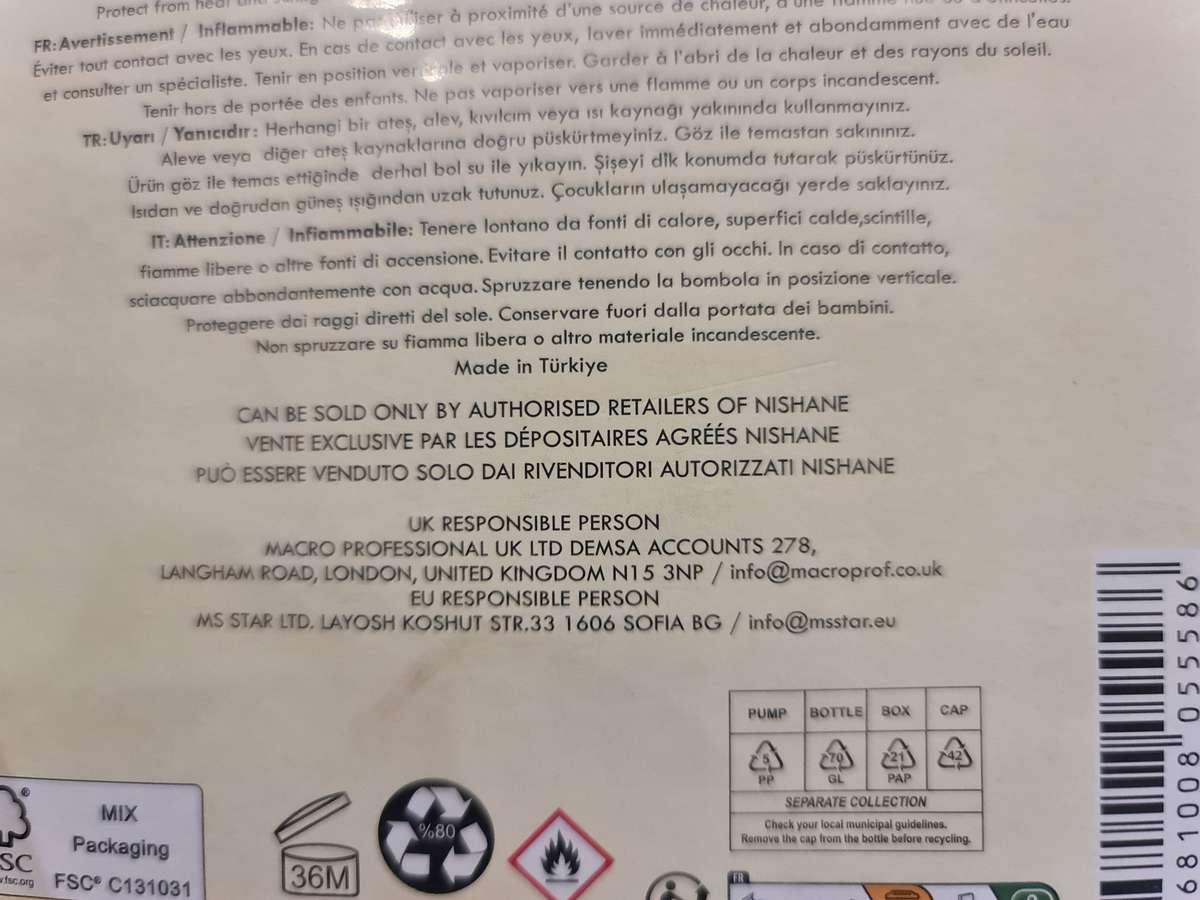 Protect from heat and
FR: Avertissement / Inflammable: Ne pas utiliser à proximité d'une source de chaleur, à une flamme
Éviter tout contact avec les yeux. En cas de contact avec les yeux, laver immédiatement et abondamment avec de l'eau
et consulter un spécialiste. Tenir en position verticale et vaporiser. Garder à l'abri de la chaleur et des rayons du soleil.
Tenir hors de portée des enfants. Ne pas vaporiser vers une flamme ou un corps incandescent.
TR: Uyarı / Yanıcıdır: Herhangi bir ateş, alev, kıvılcım veya ısı kaynağı yakınında kullanmayınız.
Aleve veya diğer ateş kaynaklarına doğru püskürtmeyiniz. Göz ile temastan sakınınız.
Ürün göz ile temas ettiğinde derhal bol su ile yıkayın. Şişeyi dik konumda tutarak püskürtünüz.
Isıdan ve doğrudan güneş ışığından uzak tutunuz. Çocukların ulaşamayacağı yerde saklayınız.
IT: Attenzione / Infiammabile: Tenere lontano da fonti di calore, superfici calde,scintille,
fiamme libere o altre fonti di accensione. Evitare il contatto con gli occhi. In caso di contatto,
sciacquare abbondantemente con acqua. Spruzzare tenendo la bombola in posizione verticale.
Proteggere dai raggi diretti del sole. Conservare fuori dalla portata dei bambini.
Non spruzzare su fiamma libera o altro materiale incandescente.
Made in Türkiye
CAN BE SOLD ONLY BY AUTHORISED RETAILERS OF NISHANE
VENTE EXCLUSIVE PAR LES DÉPOSITAIRES AGRÉÉS NISHANE
PUÒ ESSERE VENDUTO SOLO DAI RIVENDITORI AUTORIZZATI NISHANE
UK RESPONSIBLE PERSON
MACRO PROFESSIONAL UK LTD DEMSA ACCOUNTS 278,
LANGHAM ROAD, LONDON, UNITED KINGDOM N15 3NP / info@macroprof.co.uk
EU RESPONSIBLE PERSON
MS STAR LTD. LAYOSH KOSHUT STR.33 1606 SOFIA BG / info@msstar.eu
PUMP BOTTLE BOX CAP
5 70 21 42
PP GL PAP
SEPARATE COLLECTION
Check your local municipal guidelines.
Remove the cap from the bottle before recycling.
MIX
Packaging
FSC® C131031
36M
%80
FR
681008 055586